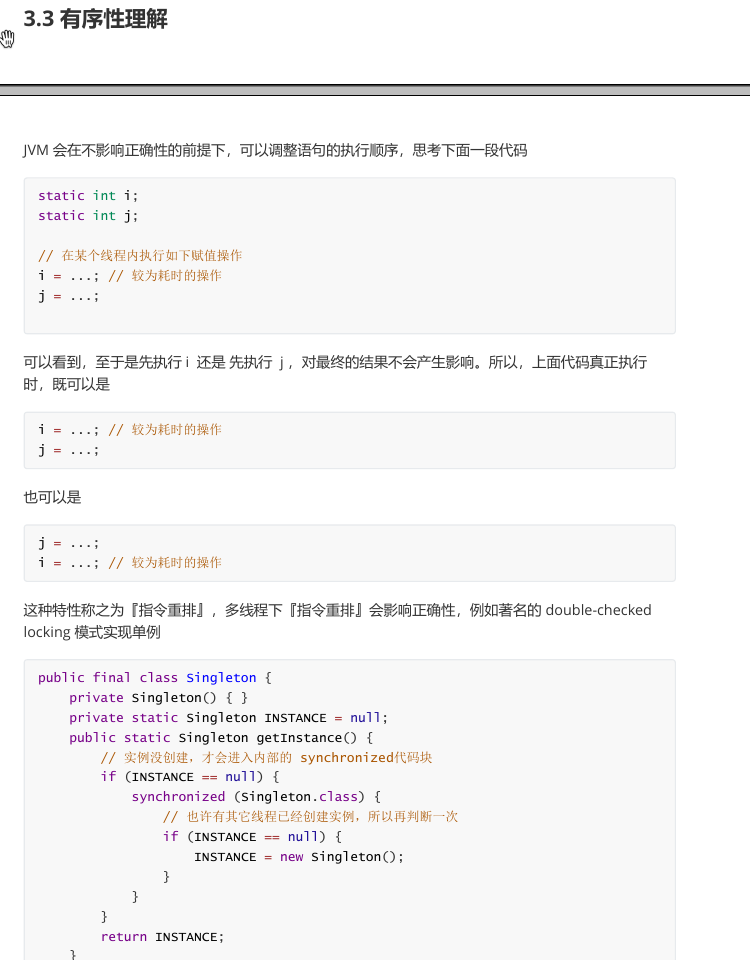 3.3 有序性理解
JVM 会在不影响正确性的前提下，可以调整语句的执行顺序，思考下面一段代码
static int i;
static int j;
// 在某个线程内执行如下赋值操作
i = ...; // 较为耗时的操作
j = ...;
可以看到，至于是先执行 i 还是 先执行 j ，对最终的结果不会产生影响。所以，上面代码真正执行
时，既可以是
i = ...; // 较为耗时的操作
j = ...;
也可以是
j = ...;
i = ...; // 较为耗时的操作
这种特性称之为『指令重排』，多线程下『指令重排』会影响正确性，例如著名的 double-checked
locking 模式实现单例
public final class Singleton {
    private Singleton() { }
    private static Singleton INSTANCE = null;
    public static Singleton getInstance() {
        // 实例没创建，才会进入内部的 synchronized代码块
        if (INSTANCE == null) {
            synchronized (Singleton.class) {
                // 也许有其它线程已经创建实例，所以再判断一次
                if (INSTANCE == null) {
                    INSTANCE = new Singleton();
                }
            }
        }
        return INSTANCE;
    }